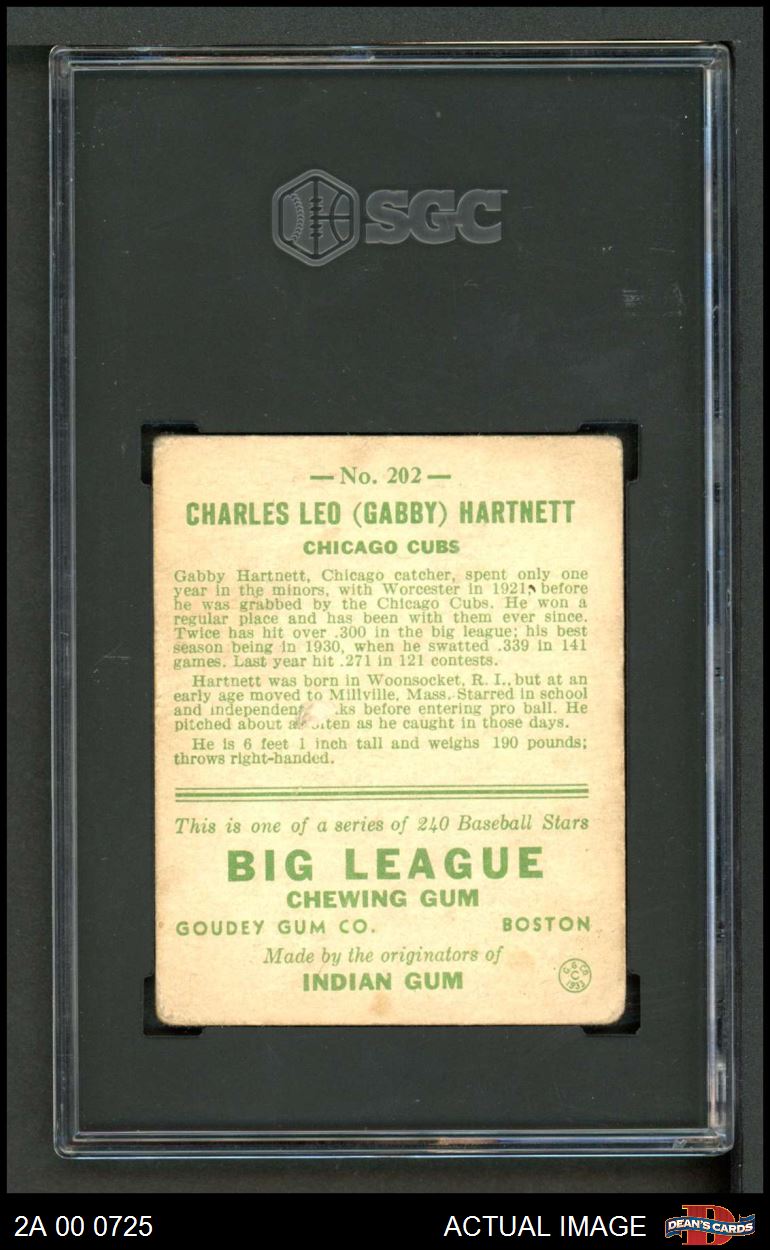 SGC
— No. 202 —
CHARLES LEO (GABBY) HARTNETT
CHICAGO CUBS
Gabby Hartnett, Chicago catcher, spent only one
year in the minors, with Worcester in 1921, before
he was grabbed by the Chicago Cubs. He won a
regular place and has been with them ever since.
Twice has hit over .300 in the big league; his best
season being in 1930, when he swatted .339 in 141
games. Last year hit .271 in 121 contests.
Hartnett was born in Woonsocket, R. I., but at an
early age moved to Millville, Mass. Starred in school
and independent before entering pro ball. He
pitched about as often as he caught in those days.
He is 6 feet 1 inch tall and weighs 190 pounds;
throws right-handed.
This is one of a series of 240 Baseball Stars
BIG LEAGUE
CHEWING GUM
GOUDEY GUM CO. BOSTON
Made by the originators of
INDIAN GUM
G. G. CO.
C
1933
2A 00 0725 ACTUAL IMAGE DEAN'S CARDS